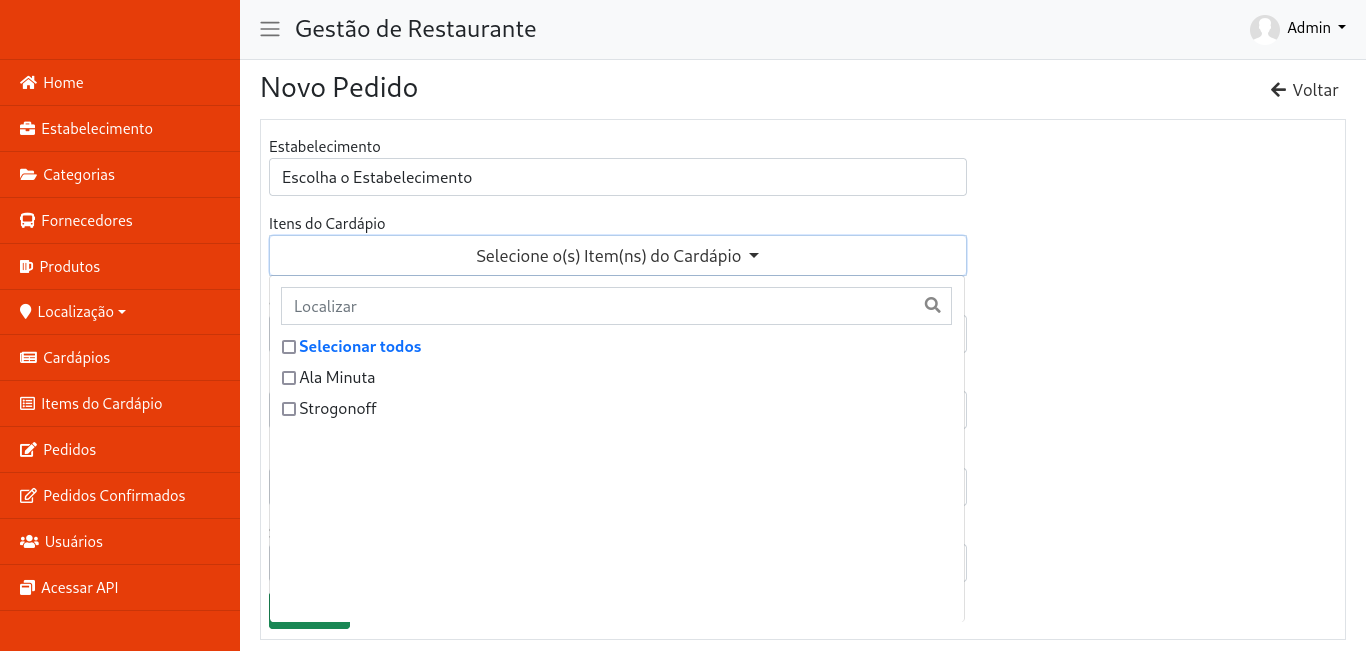 Gestão de Restaurante
Admin
Home
Estabelecimento
Categorias
Fornecedores
Produtos
Localização
Cardápios
Items do Cardápio
Pedidos
Pedidos Confirmados
Usuários
Acessar API
Novo Pedido
Voltar
Estabelecimento
Escolha o Estabelecimento
Itens do Cardápio
Selecione o(s) Item(ns) do Cardápio
Localizar
Selecionar todos
Ala Minuta
Strogonoff